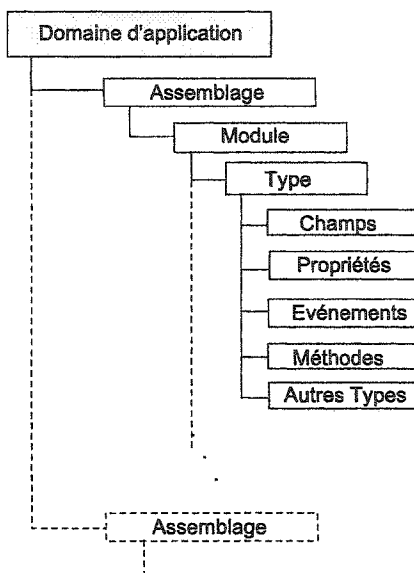 Domaine d'application
Assemblage
Module
Type
Champs
Propriétés
Evénements
Méthodes
Autres Types
Assemblage